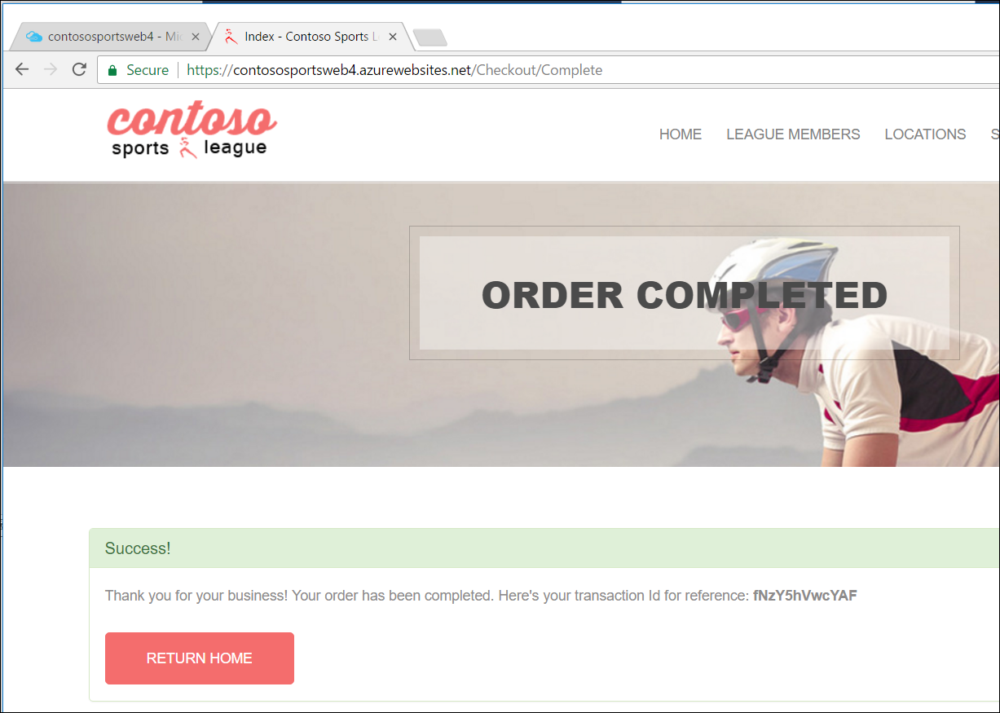 contososportsweb4 - Mi
Index - Contoso Sports L
Secure https://contososportsweb4.azurewebsites.net/Checkout/Complete
contoso
sports league
HOME LEAGUE MEMBERS LOCATIONS S
ORDER COMPLETED
Success!
Thank you for your business! Your order has been completed. Here's your transaction Id for reference: fNzY5hVwcYAF
RETURN HOME